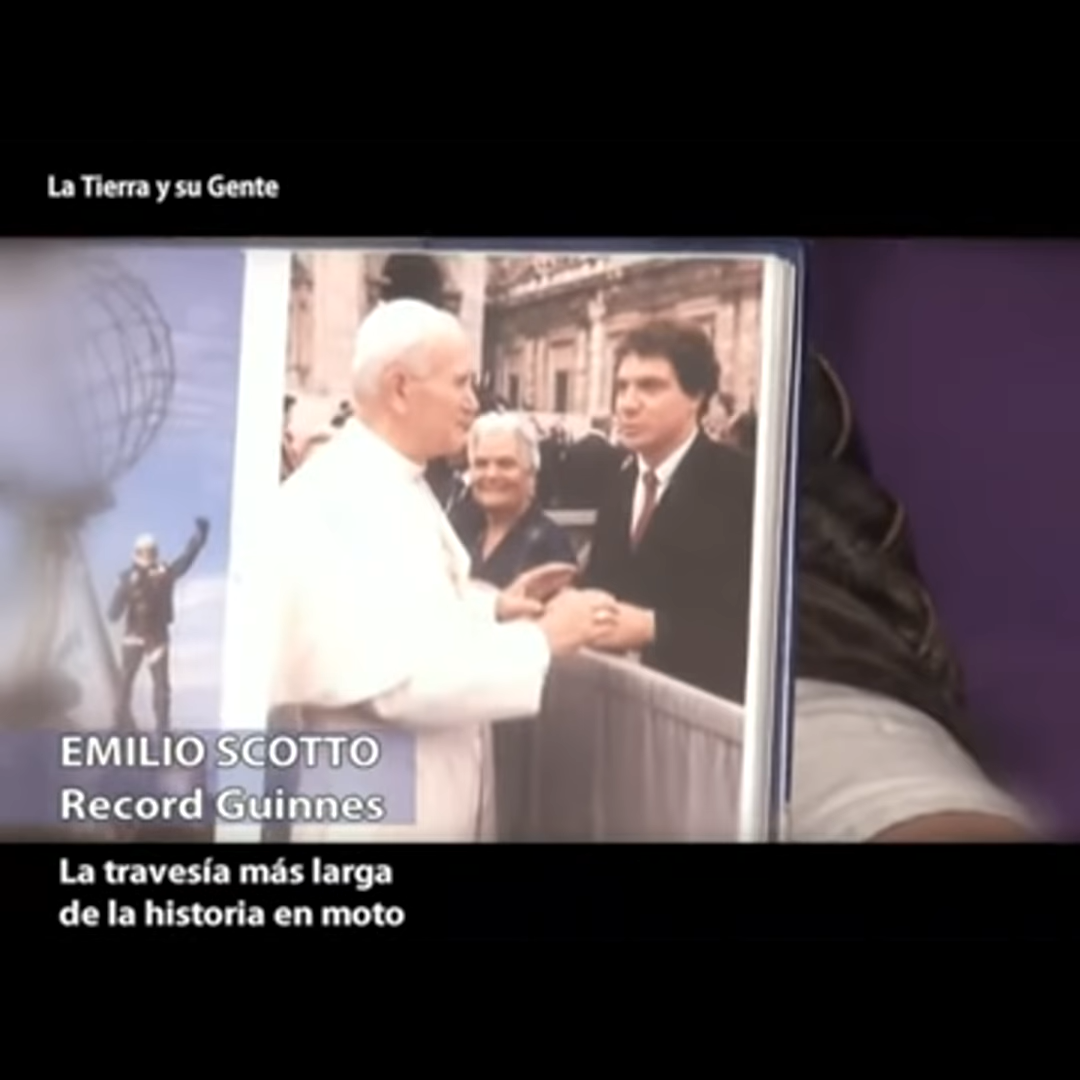 La Tierra y su Gente
EMILIO SCOTTO
Record Guinnes
La travesía más larga
de la historia en moto